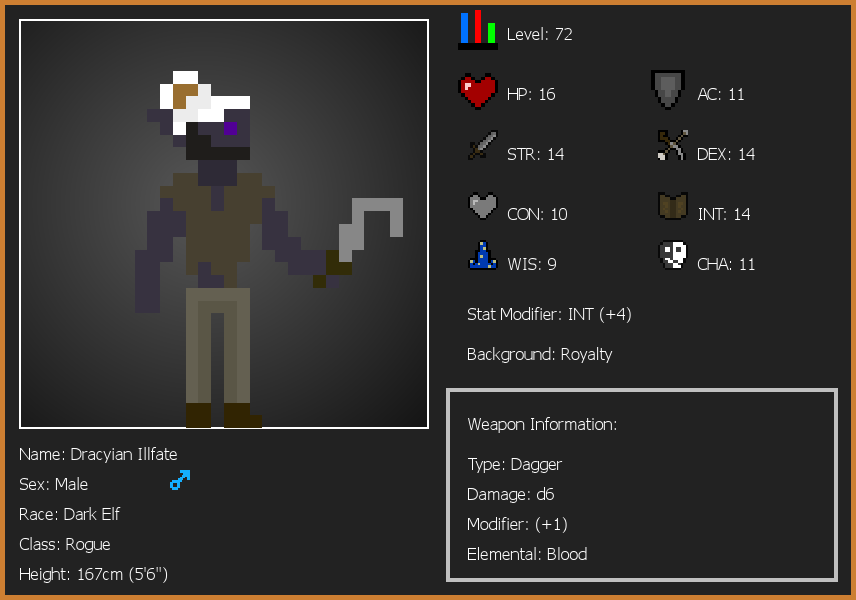 Level: 72
HP: 16
AC: 11
STR: 14
DEX: 14
CON: 10
INT: 14
WIS: 9
CHA: 11
Stat Modifier: INT (+4)
Background: Royalty
Weapon Information:
Type: Dagger
Damage: d6
Modifier: (+1)
Elemental: Blood
Name: Dracyian Illfate
Sex: Male
Race: Dark Elf
Class: Rogue
Height: 167cm (5'6")